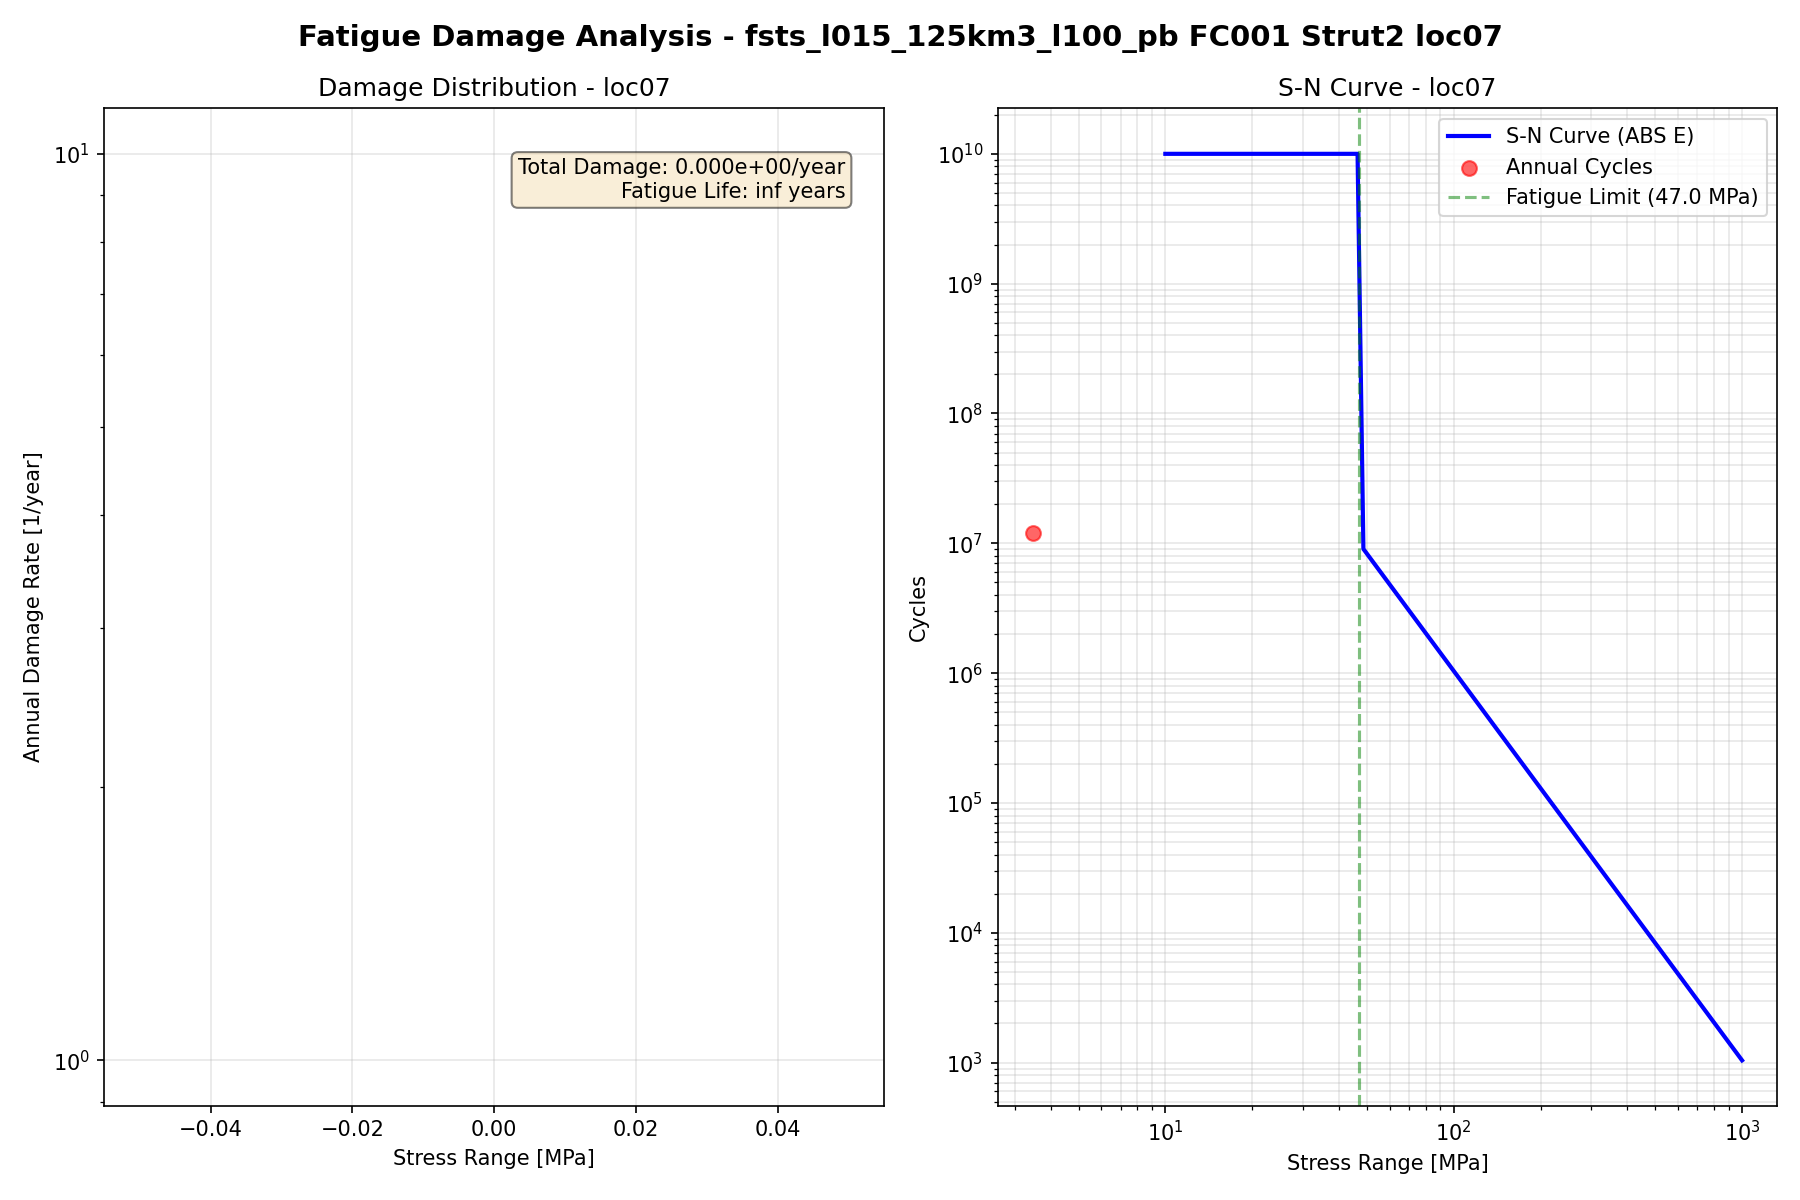 Fatigue Damage Analysis - fsts_l015_125km3_l100_pb FC001 Strut2 loc07
Damage Distribution - loc07
10¹
10⁰
Annual Damage Rate [1/year]
Total Damage: 0.000e+00/year
Fatigue Life: inf years
−0.04 −0.02 0.00 0.02 0.04
Stress Range [MPa]
S-N Curve - loc07
S-N Curve (ABS E)
Annual Cycles
Fatigue Limit (47.0 MPa)
10¹⁰
10⁹
10⁸
10⁷
10⁶
10⁵
10⁴
10³
Cycles
10¹ 10² 10³
Stress Range [MPa]